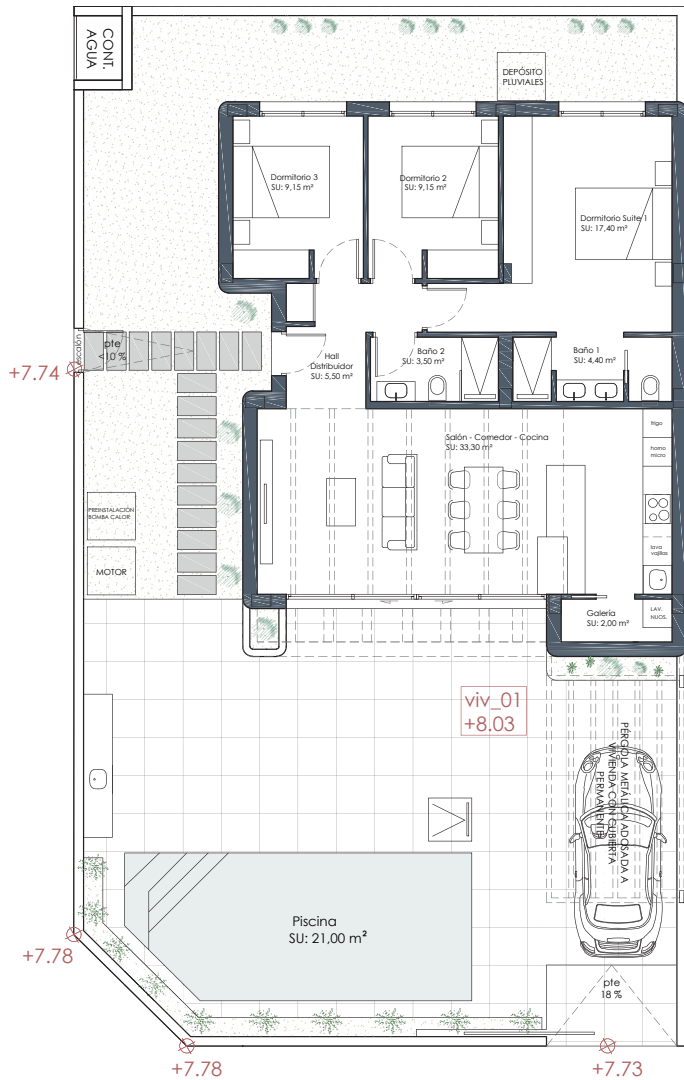 CONT.
AGUA
DEPÓSITO
PLUVIALES
Dormitorio 3
SU: 9,15 m²
Dormitorio 2
SU: 9,15 m²
Dormitorio Suite 1
SU: 17,40 m²
escalón
pte
<10 %
+7.74
Hall
Distribuidor
SU: 5,50 m²
Baño 2
SU: 3,50 m²
Baño 1
SU: 4,40 m²
Salón - Comedor - Cocina
SU: 33,30 m²
frigo
horno
micro
lava
vajillas
PREINSTALACIÓN
BOMBA CALOR
MOTOR
Galería
SU: 2,00 m²
LAV.
NUOS.
viv_01
+8.03
PÉRGOLA METÁLICA ADOSADA A
VIVIENDA CON CUBIERTA
PERMANENTE
Piscina
SU: 21,00 m²
+7.78
pte
18 %
+7.78
+7.73